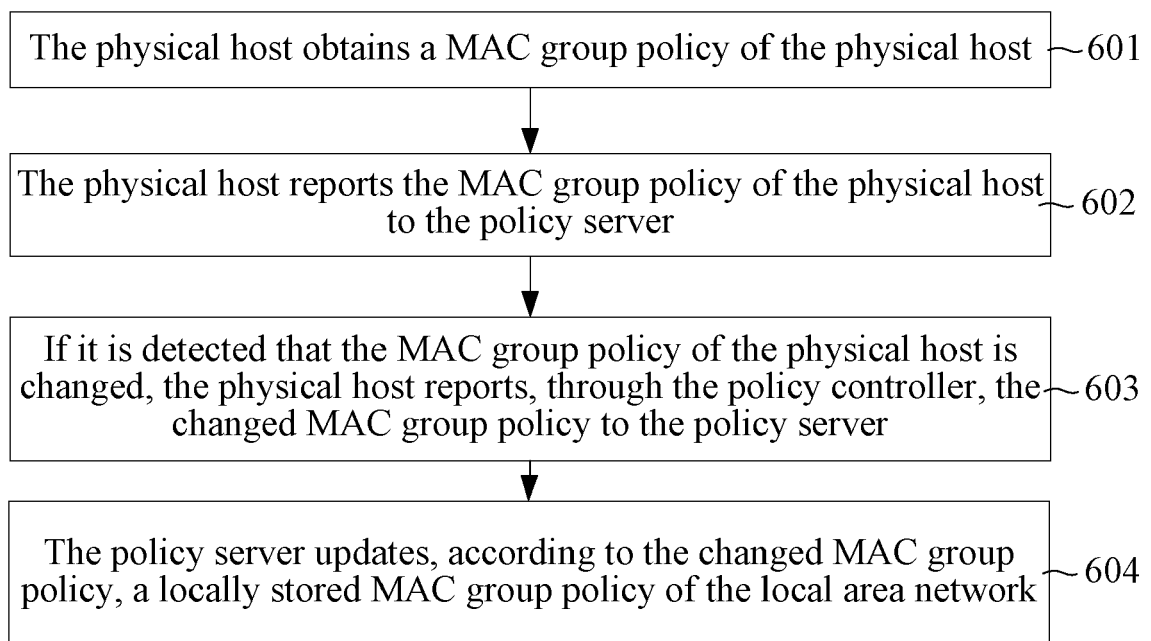 The physical host obtains a MAC group policy of the physical host
601
The physical host reports the MAC group policy of the physical host
to the policy server
602
If it is detected that the MAC group policy of the physical host is
changed, the physical host reports, through the policy controller, the
changed MAC group policy to the policy server
603
The policy server updates, according to the changed MAC group
policy, a locally stored MAC group policy of the local area network
604